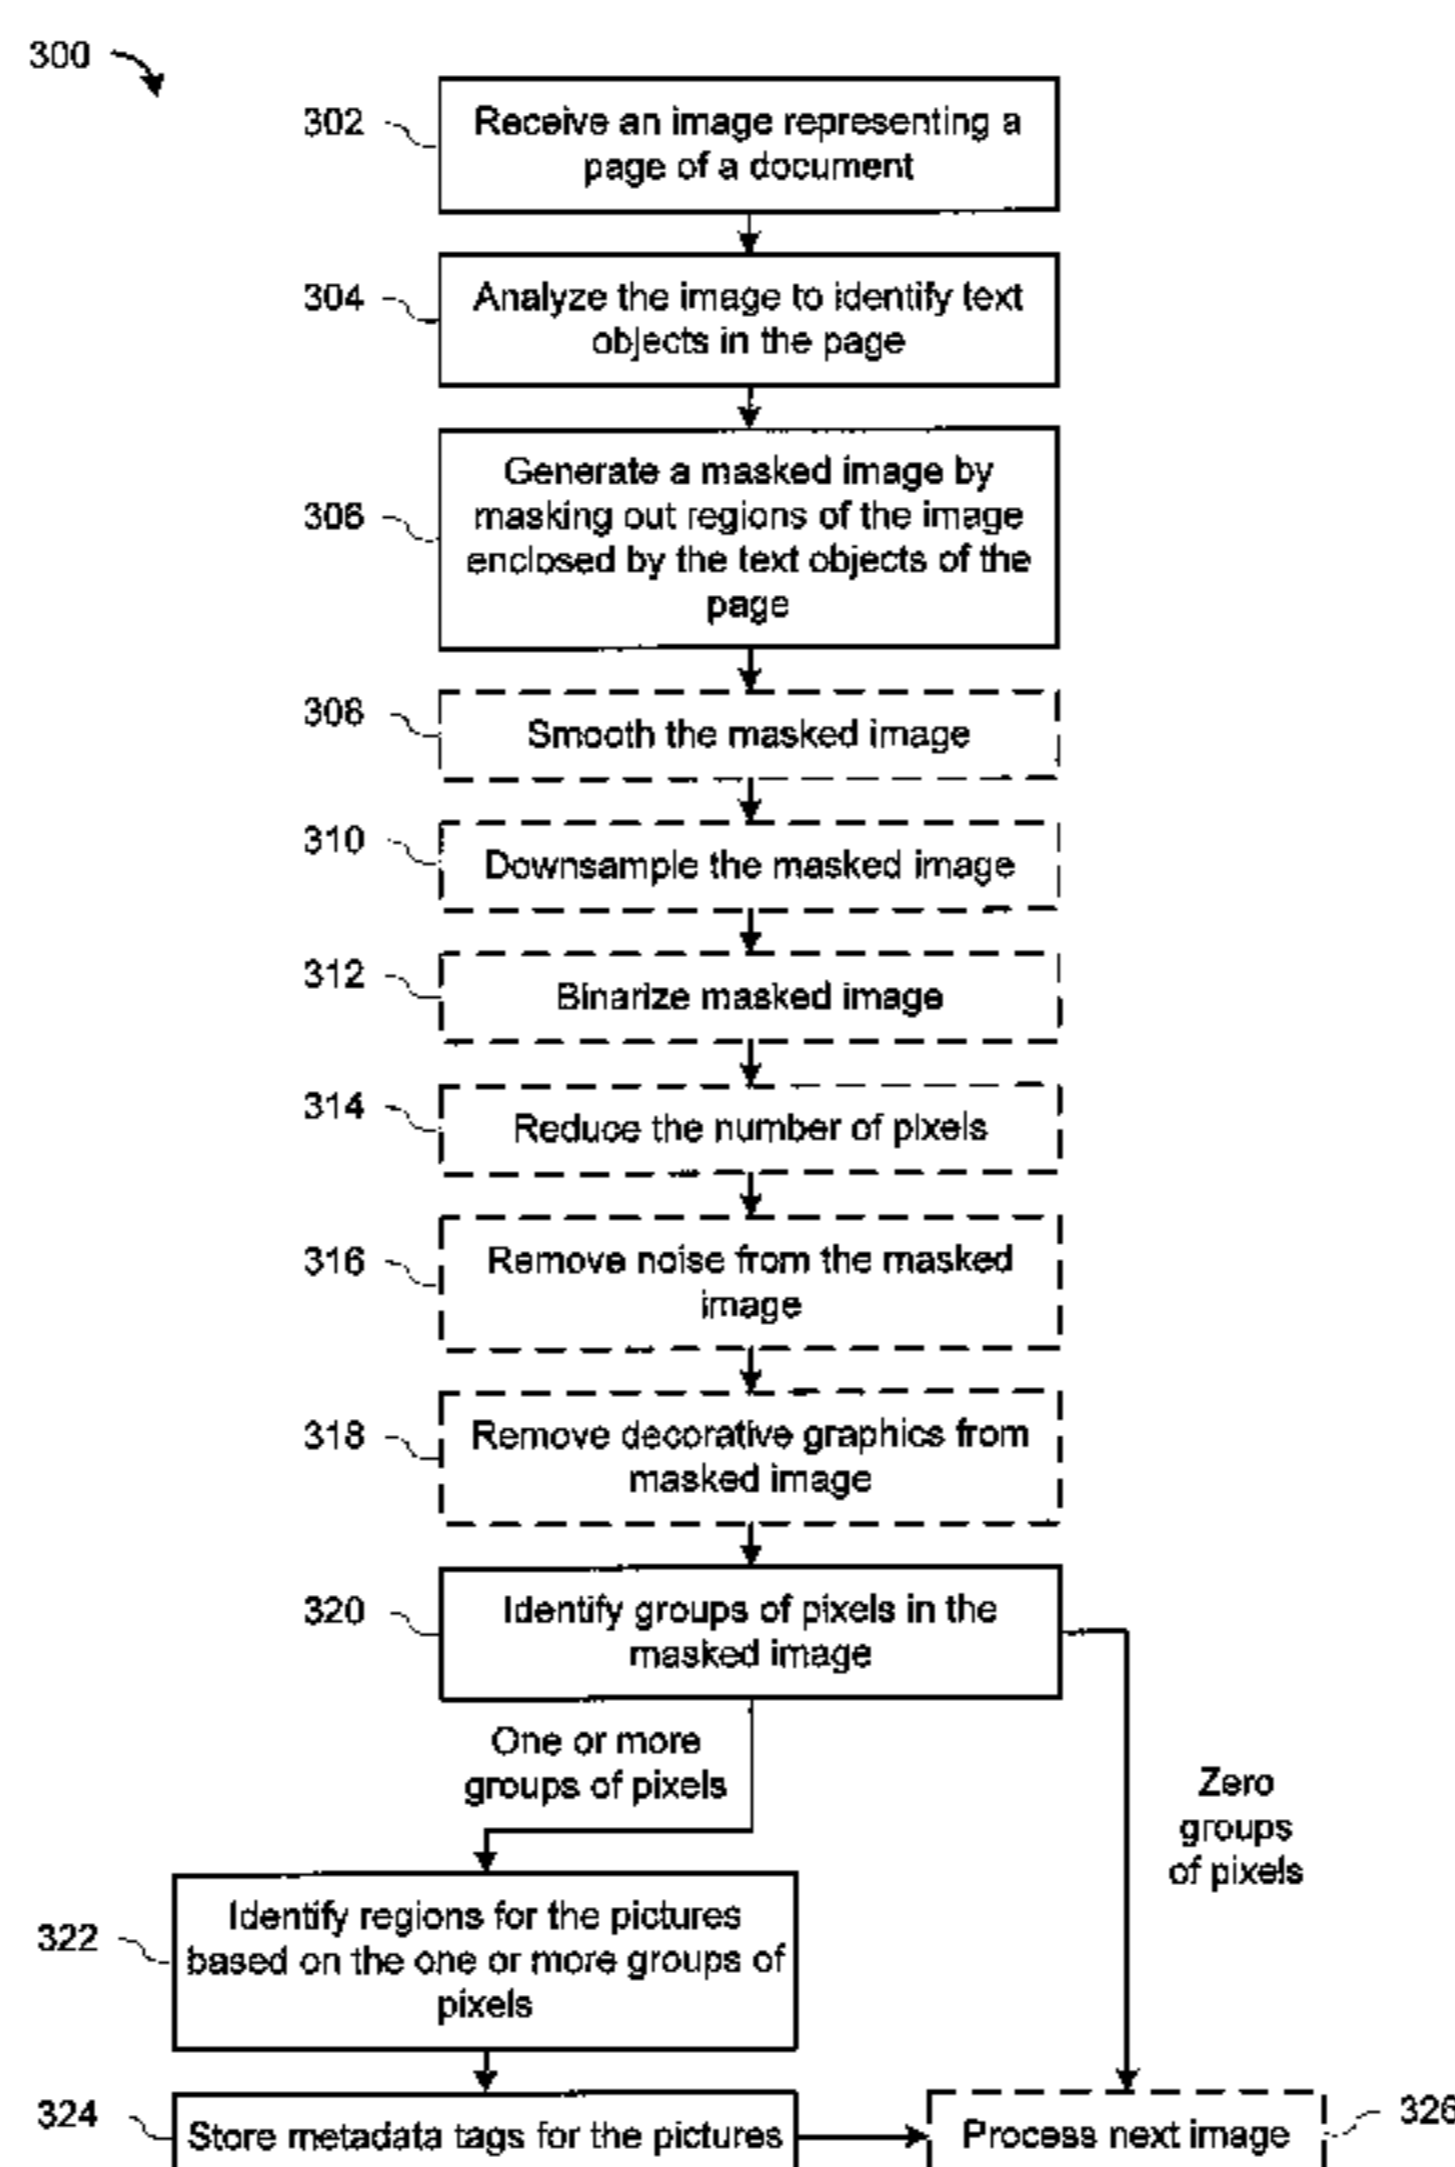 300
302
Receive an image representing a
page of a document
304
Analyze the image to identify text
objects in the page
306
Generate a masked image by
masking out regions of the image
enclosed by the text objects of the
page
308
Smooth the masked image
310
Downsample the masked image
312
Binarize masked image
314
Reduce the number of pixels
316
Remove noise from the masked
image
318
Remove decorative graphics from
masked image
320
Identify groups of pixels in the
masked image
One or more
groups of pixels
Zero
groups
of pixels
322
Identify regions for the pictures
based on the one or more groups of
pixels
324
Store metadata tags for the pictures
Process next image
326